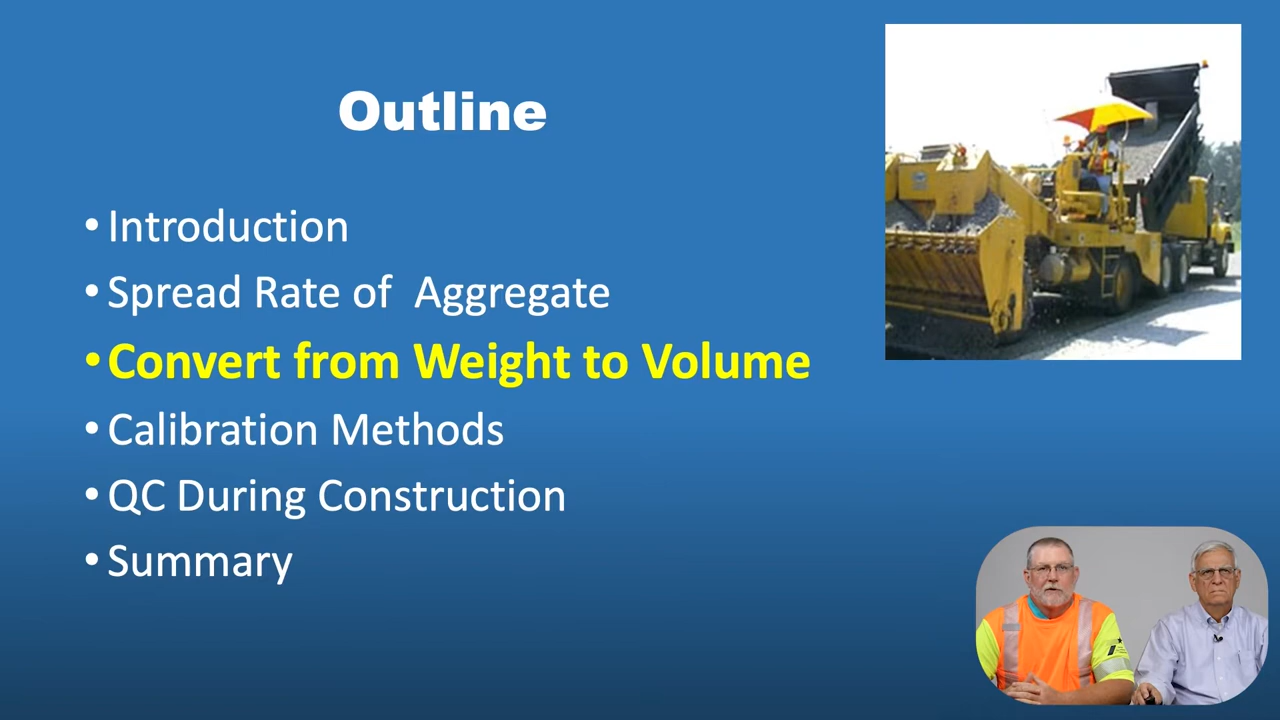 Outline
• Introduction
• Spread Rate of Aggregate
• Convert from Weight to Volume
• Calibration Methods
• QC During Construction
• Summary